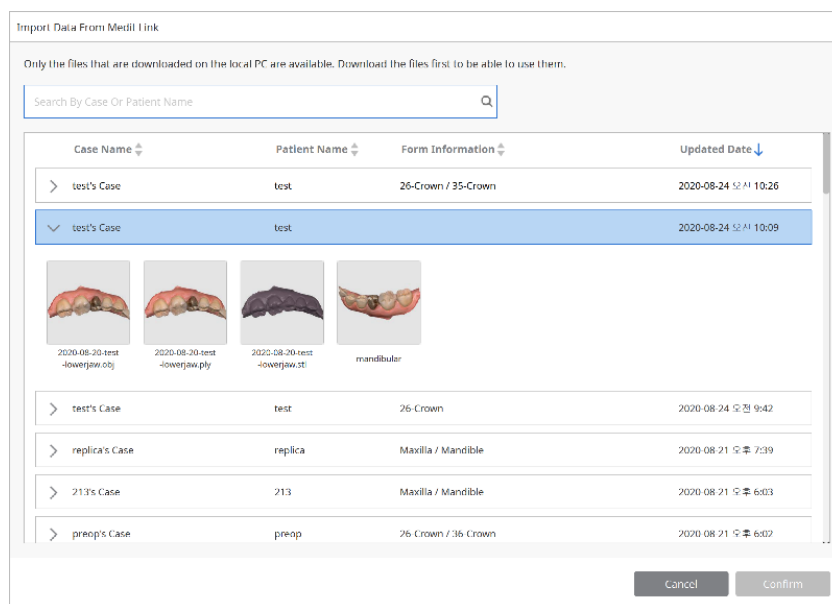 Import Data From Medit Link
Only the files that are downloaded on the local PC are available. Download the files first to be able to use them.
Search By Case Or Patient Name
Case Name Patient Name Form Information Updated Date
test's Case test 26-Crown / 35-Crown 2020-08-24 오전 10:26
test's Case test 2020-08-24 오전 10:09
2020-08-20-test
-lowerjaw.obj
2020-08-20-test
-lowerjaw.ply
2020-08-20-test
-lowerjaw.stl
mandibular
test's Case test 26-Crown 2020-08-24 오전 9:42
replica's Case replica Maxilla / Mandible 2020-08-21 오후 7:39
213's Case 213 Maxilla / Mandible 2020-08-21 오후 6:03
preop's Case preop 26-Crown / 36-Crown 2020-08-21 오후 6:02
Cancel Confirm